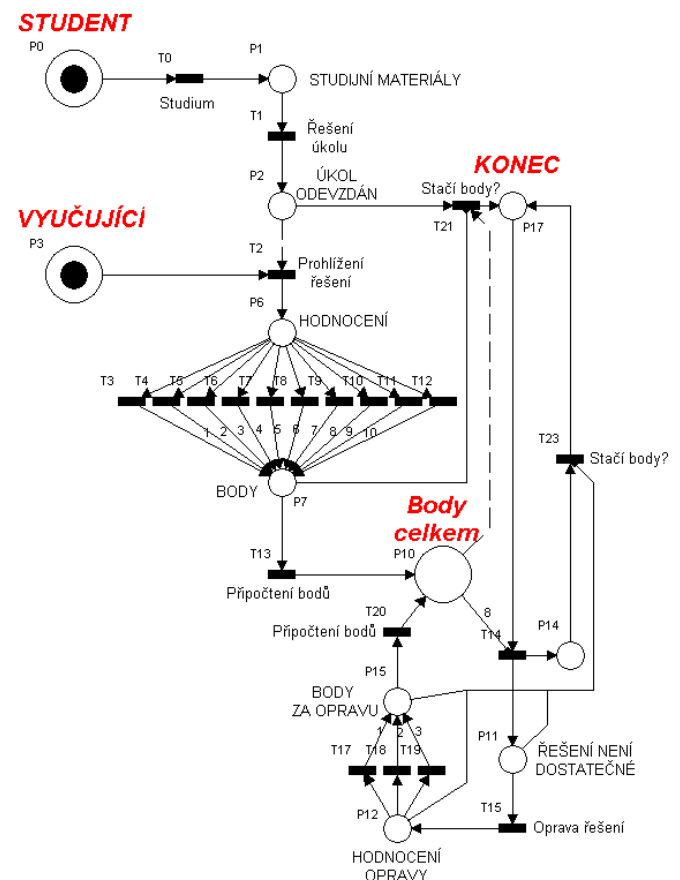 STUDENT
P0
T0
Studium
P1
STUDIJNÍ MATERIÁLY
T1
Řešení
úkolu
P2
ÚKOL
ODEVZDÁN
Stačí body?
T21
KONEC
P17
VYUČUJÍCÍ
P3
T2
Prohlížení
řešení
P6
HODNOCENÍ
T3 T4 T5 T6 T7 T8 T9 T10 T11 T12
1 2 3 4 5 6 7 8 9 10
BODY
P7
T23
Stačí body?
Body
celkem
T13
P10
Připočtení bodů
8
T20
Připočtení bodů
T14
P14
P15
BODY
ZA OPRAVU
1 2 3
T17 T18 T19
P11
ŘEŠENÍ NENÍ
DOSTATEČNÉ
P12
T15
Oprava řešení
HODNOCENÍ
OPRAVY